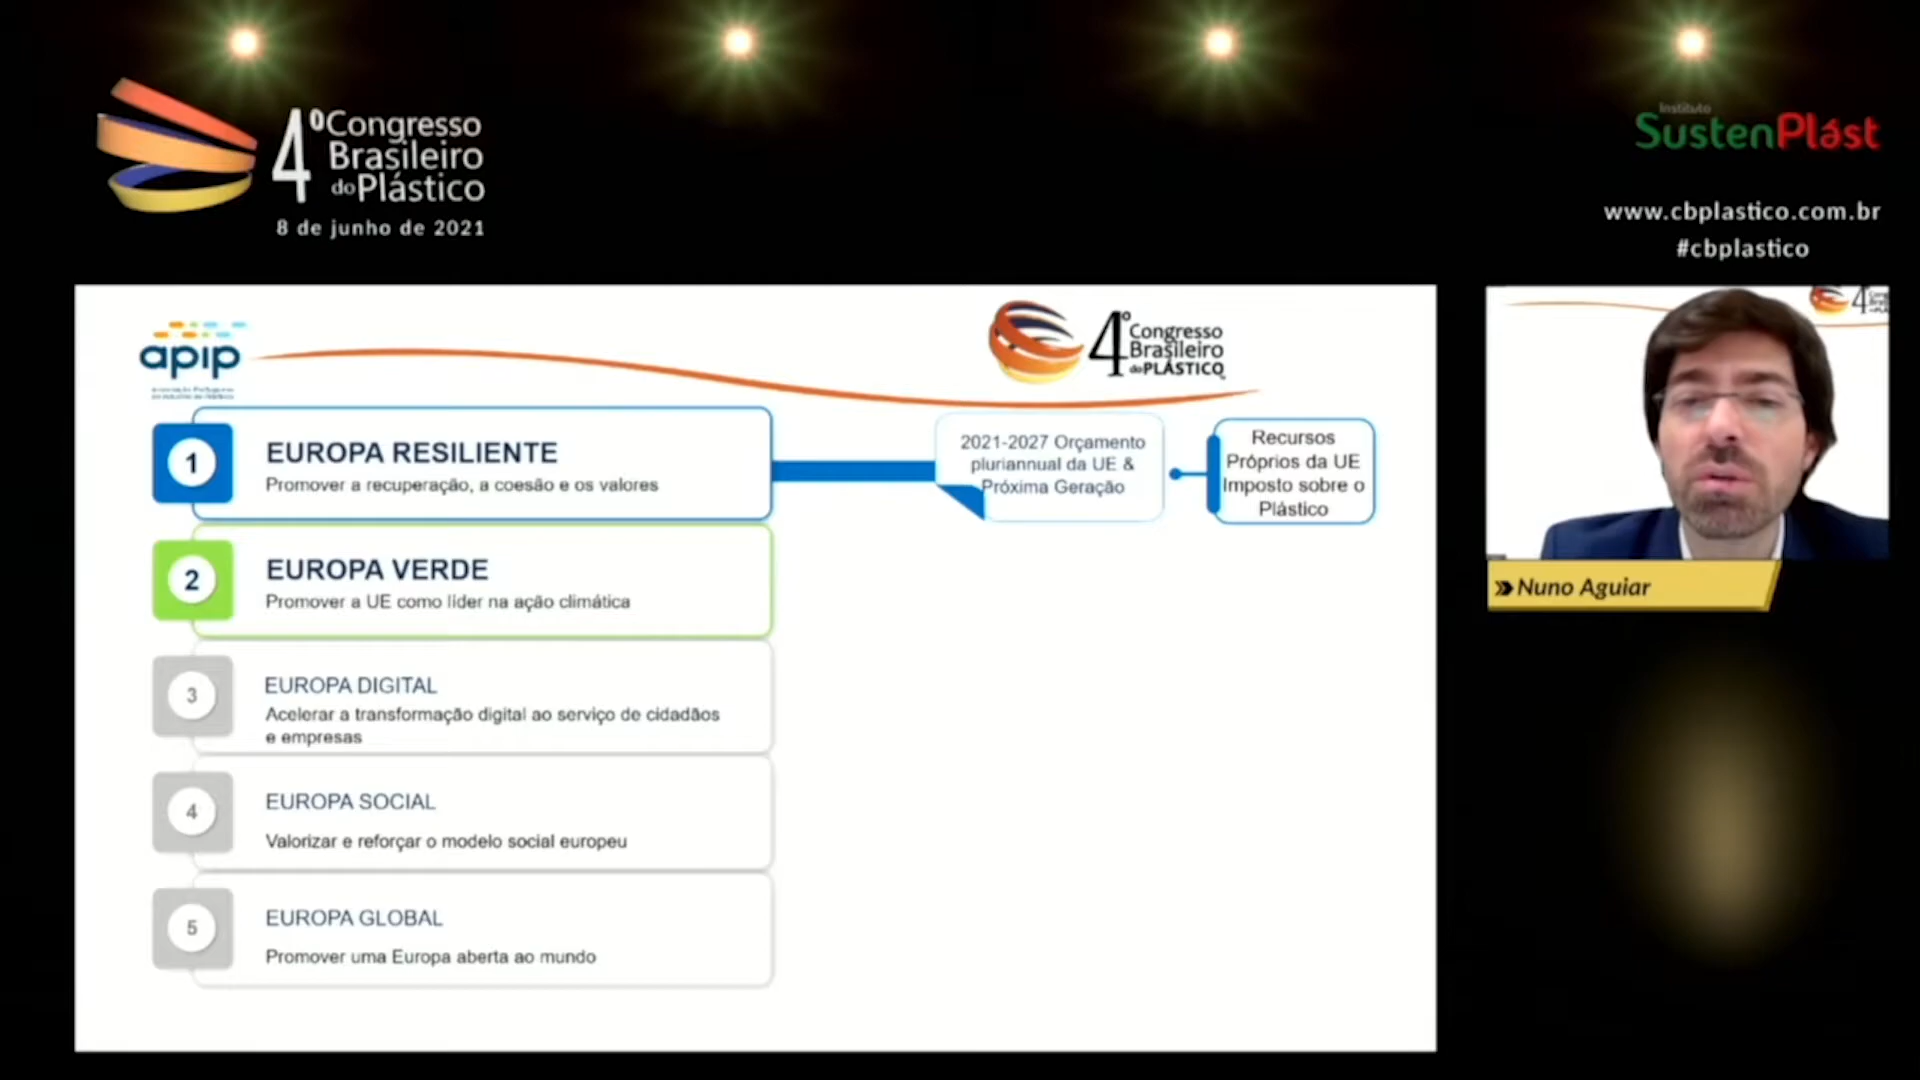 4º Congresso
Brasileiro
do Plástico
8 de junho de 2021
Instituto
SustenPlást
www.cbplastico.com.br
#cbplastico
apip
4º Congresso
Brasileiro
do PLÁSTICO
1
EUROPA RESILIENTE
Promover a recuperação, a coesão e os valores
2021-2027 Orçamento
pluriannual da UE &
Próxima Geração
Recursos
Próprios da UE
Imposto sobre o
Plástico
2
EUROPA VERDE
Promover a UE como líder na ação climática
3
EUROPA DIGITAL
Acelerar a transformação digital ao serviço de cidadãos
e empresas
4
EUROPA SOCIAL
Valorizar e reforçar o modelo social europeu
5
EUROPA GLOBAL
Promover uma Europa aberta ao mundo
Nuno Aguiar